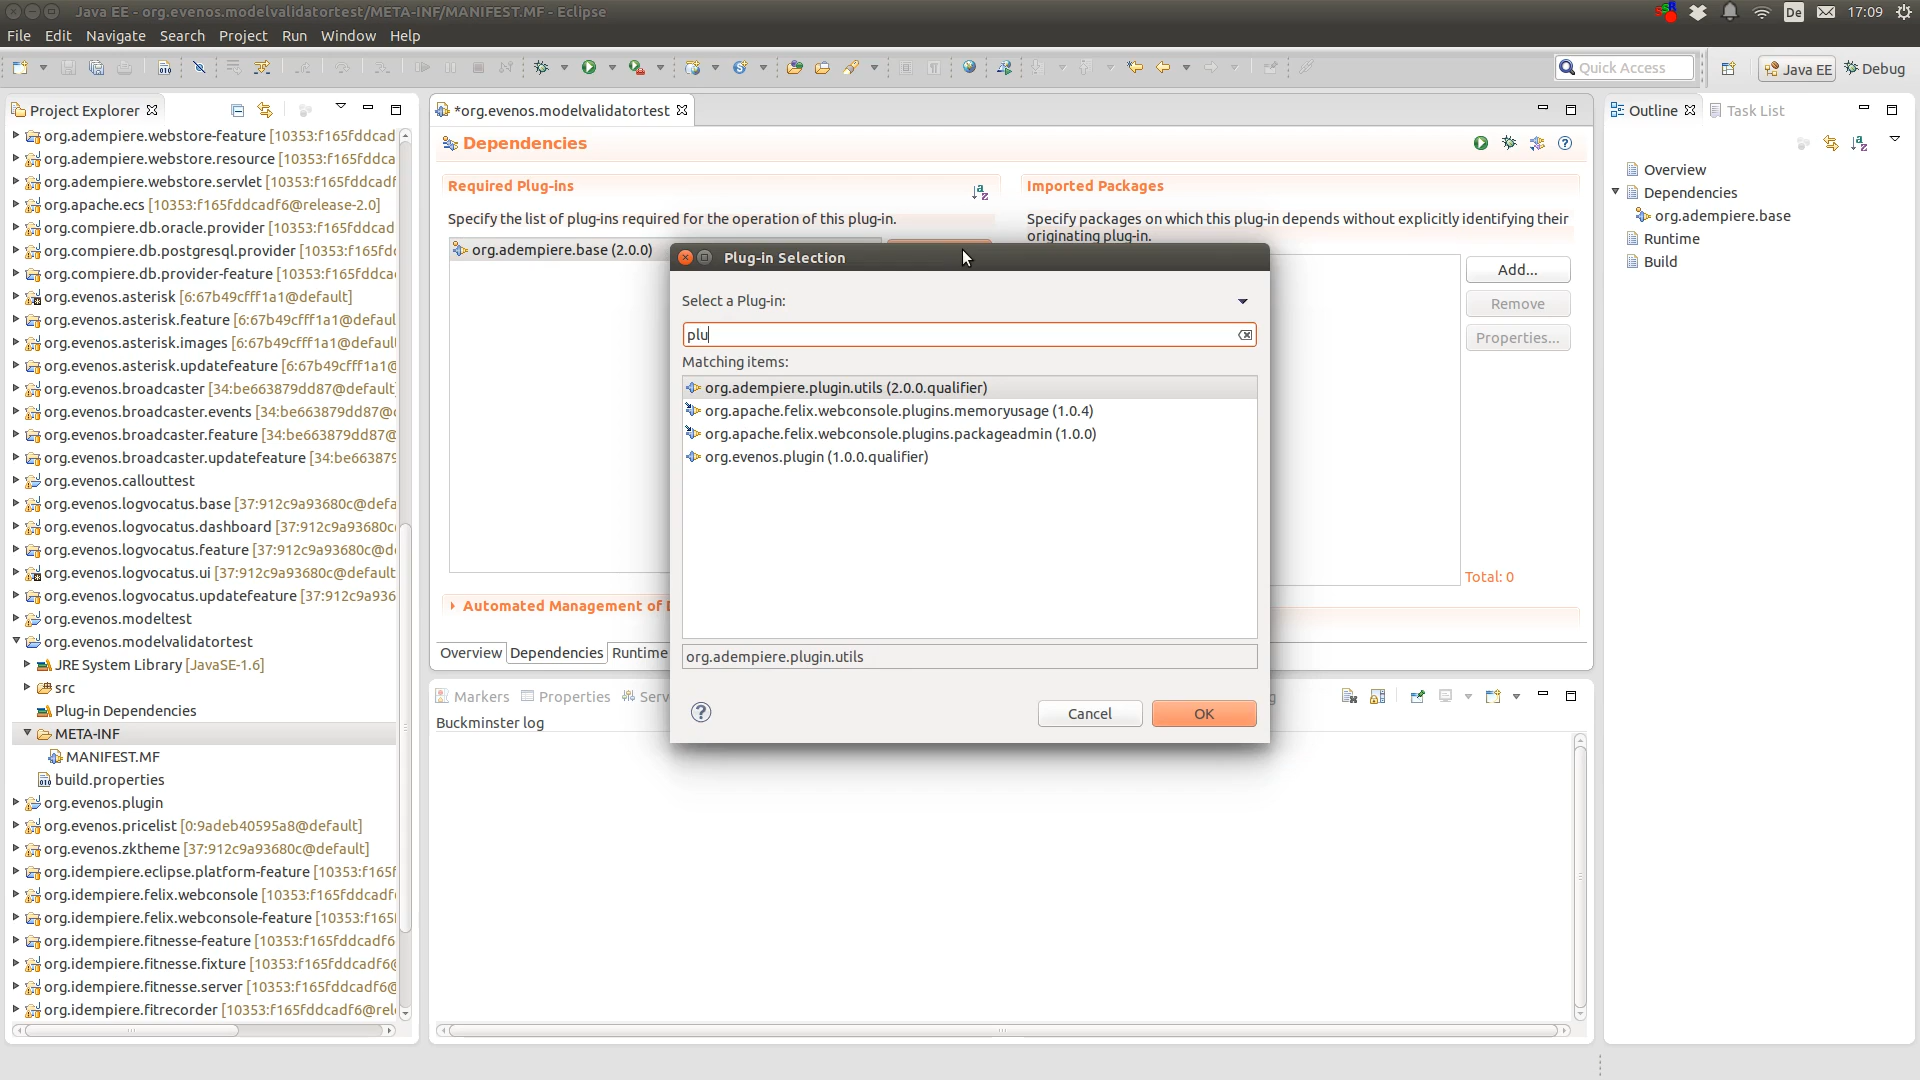 Java EE - org.evenos.modelvalidatortest/META-INF/MANIFEST.MF - Eclipse
De
17:09
File Edit Navigate Search Project Run Window Help
Quick Access
Java EE
Debug
Project Explorer
org.adempiere.webstore-feature [10353:f165fddcad
org.adempiere.webstore.resource [10353:f165fddca
org.adempiere.webstore.servlet [10353:f165fddcadf
org.apache.ecs [10353:f165fddcadf6@release-2.0]
org.compiere.db.oracle.provider [10353:f165fddcad
org.compiere.db.postgresql.provider [10353:f165fd
org.compiere.db.provider-feature [10353:f165fddca
org.evenos.asterisk [6:67b49cfff1a1@default]
org.evenos.asterisk.feature [6:67b49cfff1a1@defaul
org.evenos.asterisk.images [6:67b49cfff1a1@defaul
org.evenos.asterisk.updatefeature [6:67b49cfff1a1@
org.evenos.broadcaster [34:be663879dd87@default
org.evenos.broadcaster.events [34:be663879dd87@
org.evenos.broadcaster.feature [34:be663879dd87@
org.evenos.broadcaster.updatefeature [34:be66387
org.evenos.callouttest
org.evenos.logvocatus.base [37:912c9a93680c@defa
org.evenos.logvocatus.dashboard [37:912c9a93680c
org.evenos.logvocatus.feature [37:912c9a93680c@d
org.evenos.logvocatus.ui [37:912c9a93680c@default
org.evenos.logvocatus.updatefeature [37:912c9a936
org.evenos.modeltest
org.evenos.modelvalidatortest
JRE System Library [JavaSE-1.6]
src
Plug-in Dependencies
META-INF
MANIFEST.MF
build.properties
org.evenos.plugin
org.evenos.pricelist [0:9adeb40595a8@default]
org.evenos.zktheme [37:912c9a93680c@default]
org.idempiere.eclipse.platform-feature [10353:f165f
org.idempiere.felix.webconsole [10353:f165fddcadf
org.idempiere.felix.webconsole-feature [10353:f165
org.idempiere.fitnesse-feature [10353:f165fddcadf6
org.idempiere.fitnesse.fixture [10353:f165fddcadf6@
org.idempiere.fitnesse.server [10353:f165fddcadf6@
org.idempiere.fitrecorder [10353:f165fddcadf6@rel
*org.evenos.modelvalidatortest
Dependencies
Required Plug-ins
Specify the list of plug-ins required for the operation of this plug-in.
org.adempiere.base (2.0.0)
Automated Management of
Overview Dependencies Runtime
Imported Packages
Specify packages on which this plug-in depends without explicitly identifying their
originating plug-in.
Add...
Remove
Properties...
Total: 0
Plug-in Selection
Select a Plug-in:
plu
Matching items:
org.adempiere.plugin.utils (2.0.0.qualifier)
org.apache.felix.webconsole.plugins.memoryusage (1.0.4)
org.apache.felix.webconsole.plugins.packageadmin (1.0.0)
org.evenos.plugin (1.0.0.qualifier)
org.adempiere.plugin.utils
Cancel
OK
Markers Properties Serv
Buckminster log
Outline
Task List
Overview
Dependencies
org.adempiere.base
Runtime
Build